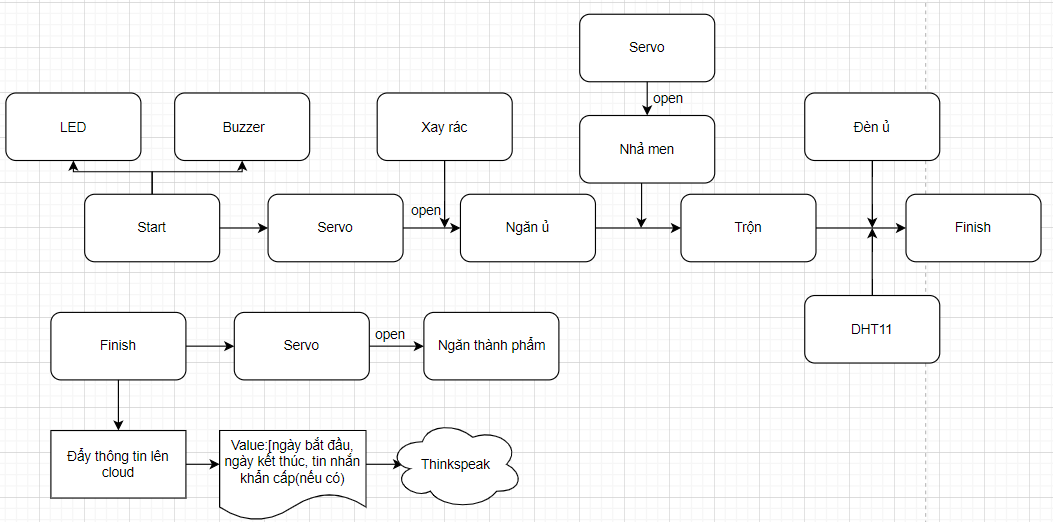 Servo
open
LED
Buzzer
Xay rác
Nhả men
Đèn ủ
Start
Servo
open
Ngăn ủ
Trộn
Finish
DHT11
Finish
Servo
open
Ngăn thành phẩm
Đẩy thông tin lên
cloud
Value:[ngày bắt đầu,
ngày kết thúc, tin nhắn
khẩn cấp(nếu có)
Thinkspeak